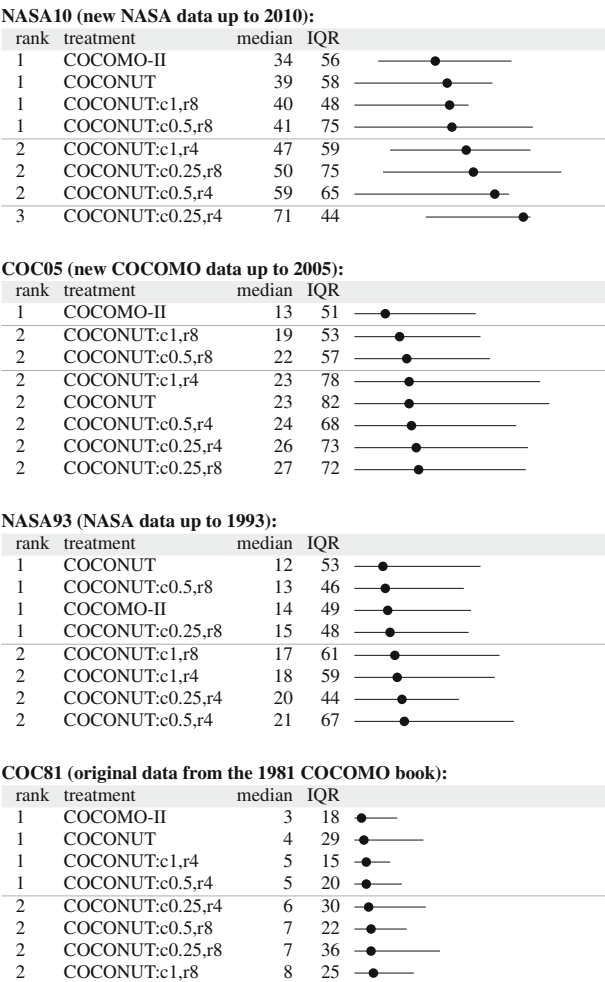 NASA10 (new NASA data up to 2010):
rank treatment median IQR
1 COCOMO-II 34 56
1 COCONUT 39 58
1 COCONUT:c1,r8 40 48
1 COCONUT:c0.5,r8 41 75
2 COCONUT:c1,r4 47 59
2 COCONUT:c0.25,r8 50 75
2 COCONUT:c0.5,r4 59 65
3 COCONUT:c0.25,r4 71 44
COC05 (new COCOMO data up to 2005):
rank treatment median IQR
1 COCOMO-II 13 51
2 COCONUT:c1,r8 19 53
2 COCONUT:c0.5,r8 22 57
2 COCONUT:c1,r4 23 78
2 COCONUT 23 82
2 COCONUT:c0.5,r4 24 68
2 COCONUT:c0.25,r4 26 73
2 COCONUT:c0.25,r8 27 72
NASA93 (NASA data up to 1993):
rank treatment median IQR
1 COCONUT 12 53
1 COCONUT:c0.5,r8 13 46
1 COCOMO-II 14 49
1 COCONUT:c0.25,r8 15 48
2 COCONUT:c1,r8 17 61
2 COCONUT:c1,r4 18 59
2 COCONUT:c0.25,r4 20 44
2 COCONUT:c0.5,r4 21 67
COC81 (original data from the 1981 COCOMO book):
rank treatment median IQR
1 COCOMO-II 3 18
1 COCONUT 4 29
1 COCONUT:c1,r4 5 15
1 COCONUT:c0.5,r4 5 20
2 COCONUT:c0.25,r4 6 30
2 COCONUT:c0.5,r8 7 22
2 COCONUT:c0.25,r8 7 36
2 COCONUT:c1,r8 8 25